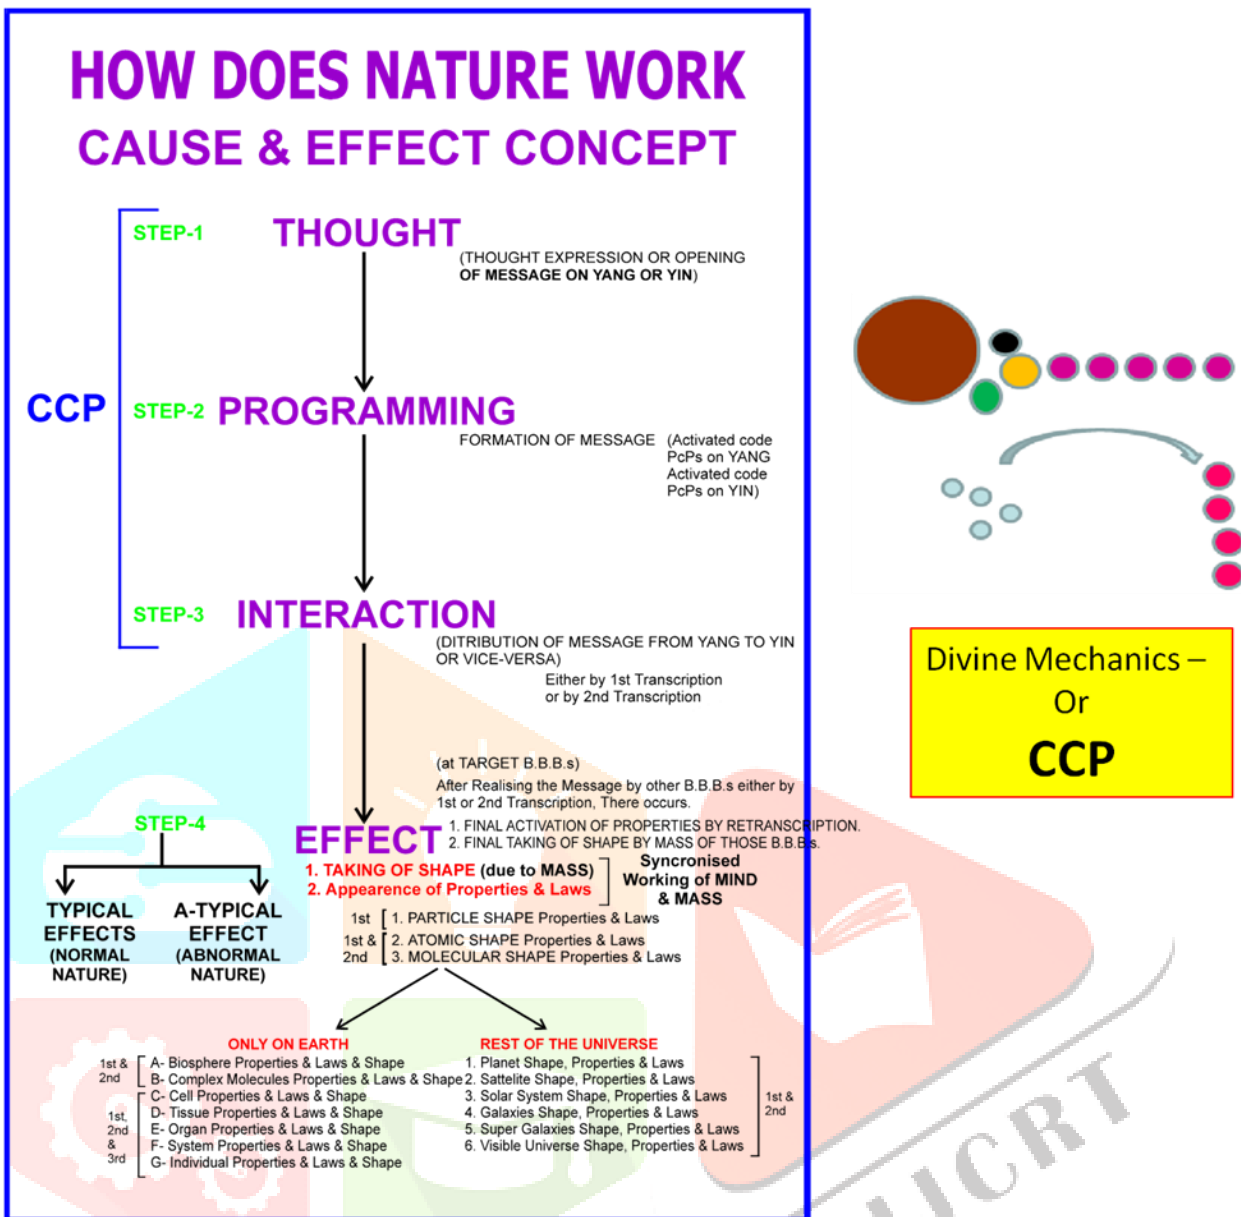 HOW DOES NATURE WORK
CAUSE & EFFECT CONCEPT
STEP-1 THOUGHT
(THOUGHT EXPRESSION OR OPENING
OF MESSAGE ON YANG OR YIN)
CCP
STEP-2 PROGRAMMING
FORMATION OF MESSAGE (Activated code
PcPs on YANG
Activated code
PcPs on YIN)
STEP-3 INTERACTION
(DITRIBUTION OF MESSAGE FROM YANG TO YIN
OR VICE-VERSA)
Either by 1st Transcription
or by 2nd Transcription
(at TARGET B.B.B.s)
After Realising the Message by other B.B.B.s either by
1st or 2nd Transcription, There occurs.
STEP-4
EFFECT
1. FINAL ACTIVATION OF PROPERTIES BY RETRANSCRIPTION.
2. FINAL TAKING OF SHAPE BY MASS OF THOSE B.B.B's.
1. TAKING OF SHAPE (due to MASS)
2. Appearence of Properties & Laws
Syncronised
Working of MIND
& MASS
TYPICAL
EFFECTS
(NORMAL
NATURE)
A-TYPICAL
EFFECT
(ABNORMAL
NATURE)
1st 1. PARTICLE SHAPE Properties & Laws
1st & 2. ATOMIC SHAPE Properties & Laws
2nd 3. MOLECULAR SHAPE Properties & Laws
ONLY ON EARTH
1st &
2nd
A- Biosphere Properties & Laws & Shape
B- Complex Molecules Properties & Laws & Shape
1st,
2nd
&
3rd
C- Cell Properties & Laws & Shape
D- Tissue Properties & Laws & Shape
E- Organ Properties & Laws & Shape
F- System Properties & Laws & Shape
G- Individual Properties & Laws & Shape
REST OF THE UNIVERSE
1. Planet Shape, Properties & Laws
2. Sattelite Shape, Properties & Laws
3. Solar System Shape, Properties & Laws
4. Galaxies Shape, Properties & Laws
5. Super Galaxies Shape, Properties & Laws
6. Visible Universe Shape, Properties & Laws
1st &
2nd
Divine Mechanics –
Or
CCP
IJCRT